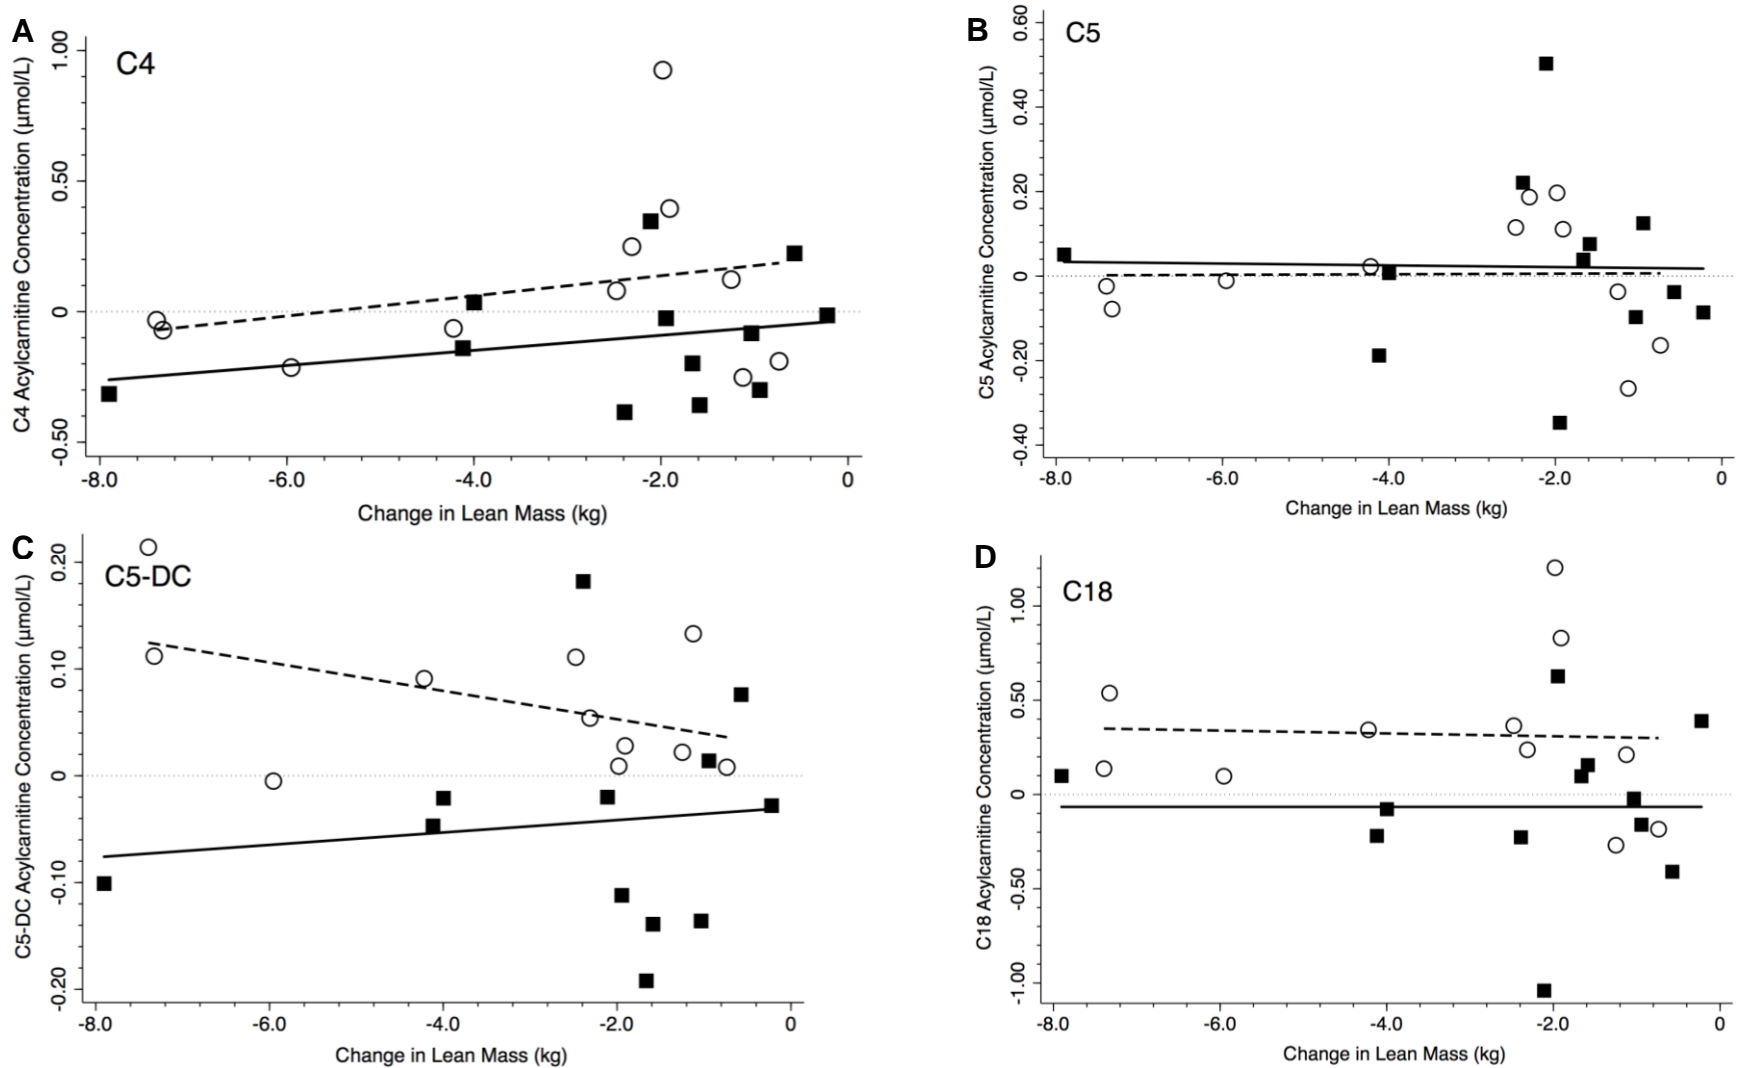 A
C4
C4 Acylcarnitine Concentration (µmol/L)
1.00
0.50
0
-0.50
-8.0 -6.0 -4.0 -2.0 0
Change in Lean Mass (kg)
B
C5
C5 Acylcarnitine Concentration (µmol/L)
0.60
0.40
0.20
0
-0.20
-0.40
-8.0 -6.0 -4.0 -2.0 0
Change in Lean Mass (kg)
C
C5-DC
C5-DC Acylcarnitine Concentration (µmol/L)
0.20
0.10
0
-0.10
-0.20
-8.0 -6.0 -4.0 -2.0 0
Change in Lean Mass (kg)
D
C18
C18 Acylcarnitine Concentration (µmol/L)
1.00
0.50
0
-0.50
-1.00
-8.0 -6.0 -4.0 -2.0 0
Change in Lean Mass (kg)